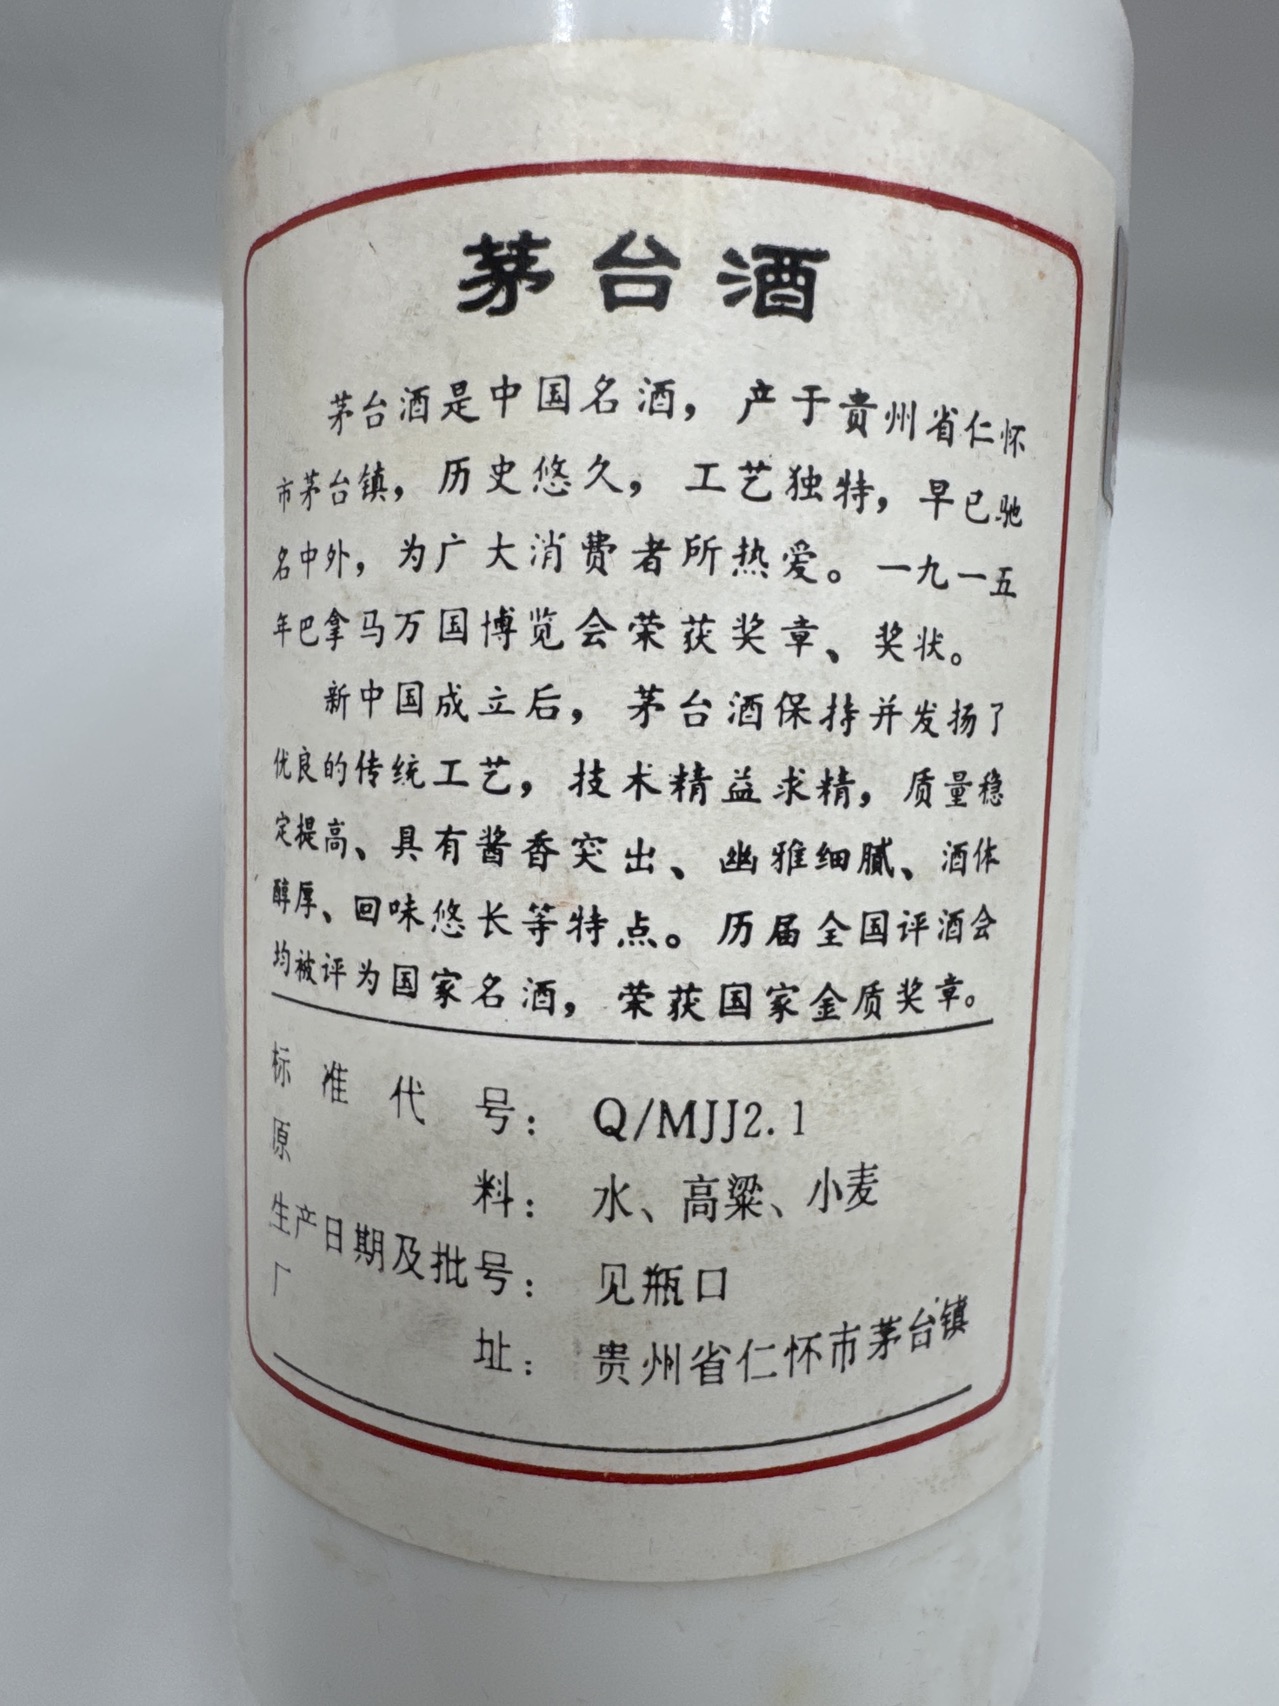 茅台酒
茅台酒是中国名酒，产于贵州省仁怀
市茅台镇，历史悠久，工艺独特，早已驰
名中外，为广大消费者所热爱。一九一五
年巴拿马万国博览会荣获奖章、奖状。
新中国成立后，茅台酒保持并发扬了
优良的传统工艺，技术精益求精，质量稳
定提高、具有酱香突出、幽雅细腻、酒体
醇厚、回味悠长等特点。历届全国评酒会
均被评为国家名酒，荣获国家金质奖章。
标准代号：Q/MJJ2.1
原料：水、高粱、小麦
生产日期及批号：见瓶口
厂址：贵州省仁怀市茅台镇